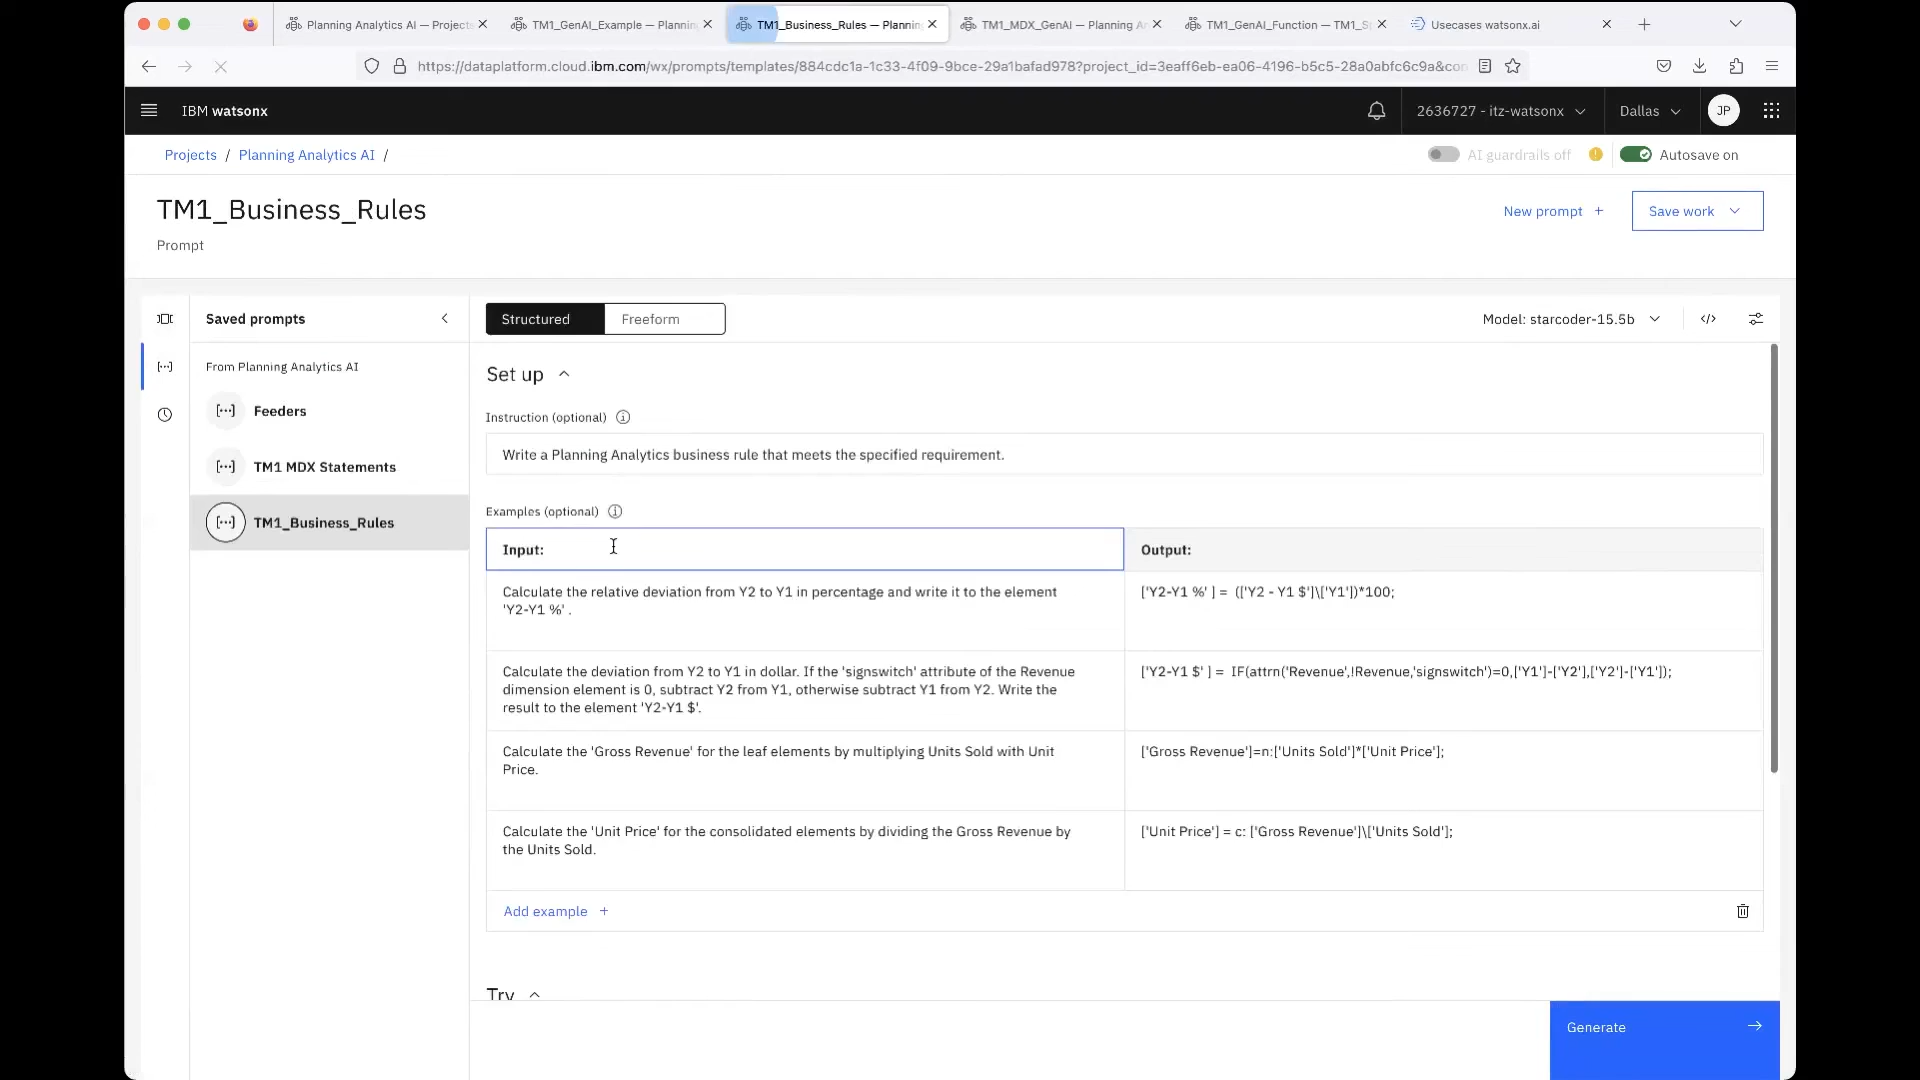 Planning Analytics AI — Projects
TM1_GenAI_Example — Planning
TM1_Business_Rules — Planning
TM1_MDX_GenAI — Planning An
TM1_GenAI_Function — TM1_S
Usecases watsonx.ai
https://dataplatform.cloud.ibm.com/wx/prompts/templates/884cdc1a-1c33-4f09-9bce-29a1bafad978?project_id=3eaff6eb-ea06-4196-b5c5-28a0abfc6c9a&con
IBM watsonx
2636727 - itz-watsonx
Dallas
JP
Projects / Planning Analytics AI /
AI guardrails off
Autosave on
TM1_Business_Rules
Prompt
New prompt +
Save work
Saved prompts
From Planning Analytics AI
Feeders
TM1 MDX Statements
TM1_Business_Rules
Structured
Freeform
Model: starcoder-15.5b
Set up
Instruction (optional)
Write a Planning Analytics business rule that meets the specified requirement.
Examples (optional)
Input:
Output:
Calculate the relative deviation from Y2 to Y1 in percentage and write it to the element
'Y2-Y1 %' .
['Y2-Y1 %' ] =  (['Y2 - Y1 $']\['Y1'])*100;
Calculate the deviation from Y2 to Y1 in dollar. If the 'signswitch' attribute of the Revenue
dimension element is 0, subtract Y2 from Y1, otherwise subtract Y1 from Y2. Write the
result to the element 'Y2-Y1 $'.
['Y2-Y1 $' ] =  IF(attrn('Revenue',!Revenue,'signswitch')=0,['Y1']-['Y2'],['Y2']-['Y1']);
Calculate the 'Gross Revenue' for the leaf elements by multiplying Units Sold with Unit
Price.
['Gross Revenue']=n:['Units Sold']*['Unit Price'];
Calculate the 'Unit Price' for the consolidated elements by dividing the Gross Revenue by
the Units Sold.
['Unit Price'] = c: ['Gross Revenue']\['Units Sold'];
Add example +
Try
Generate